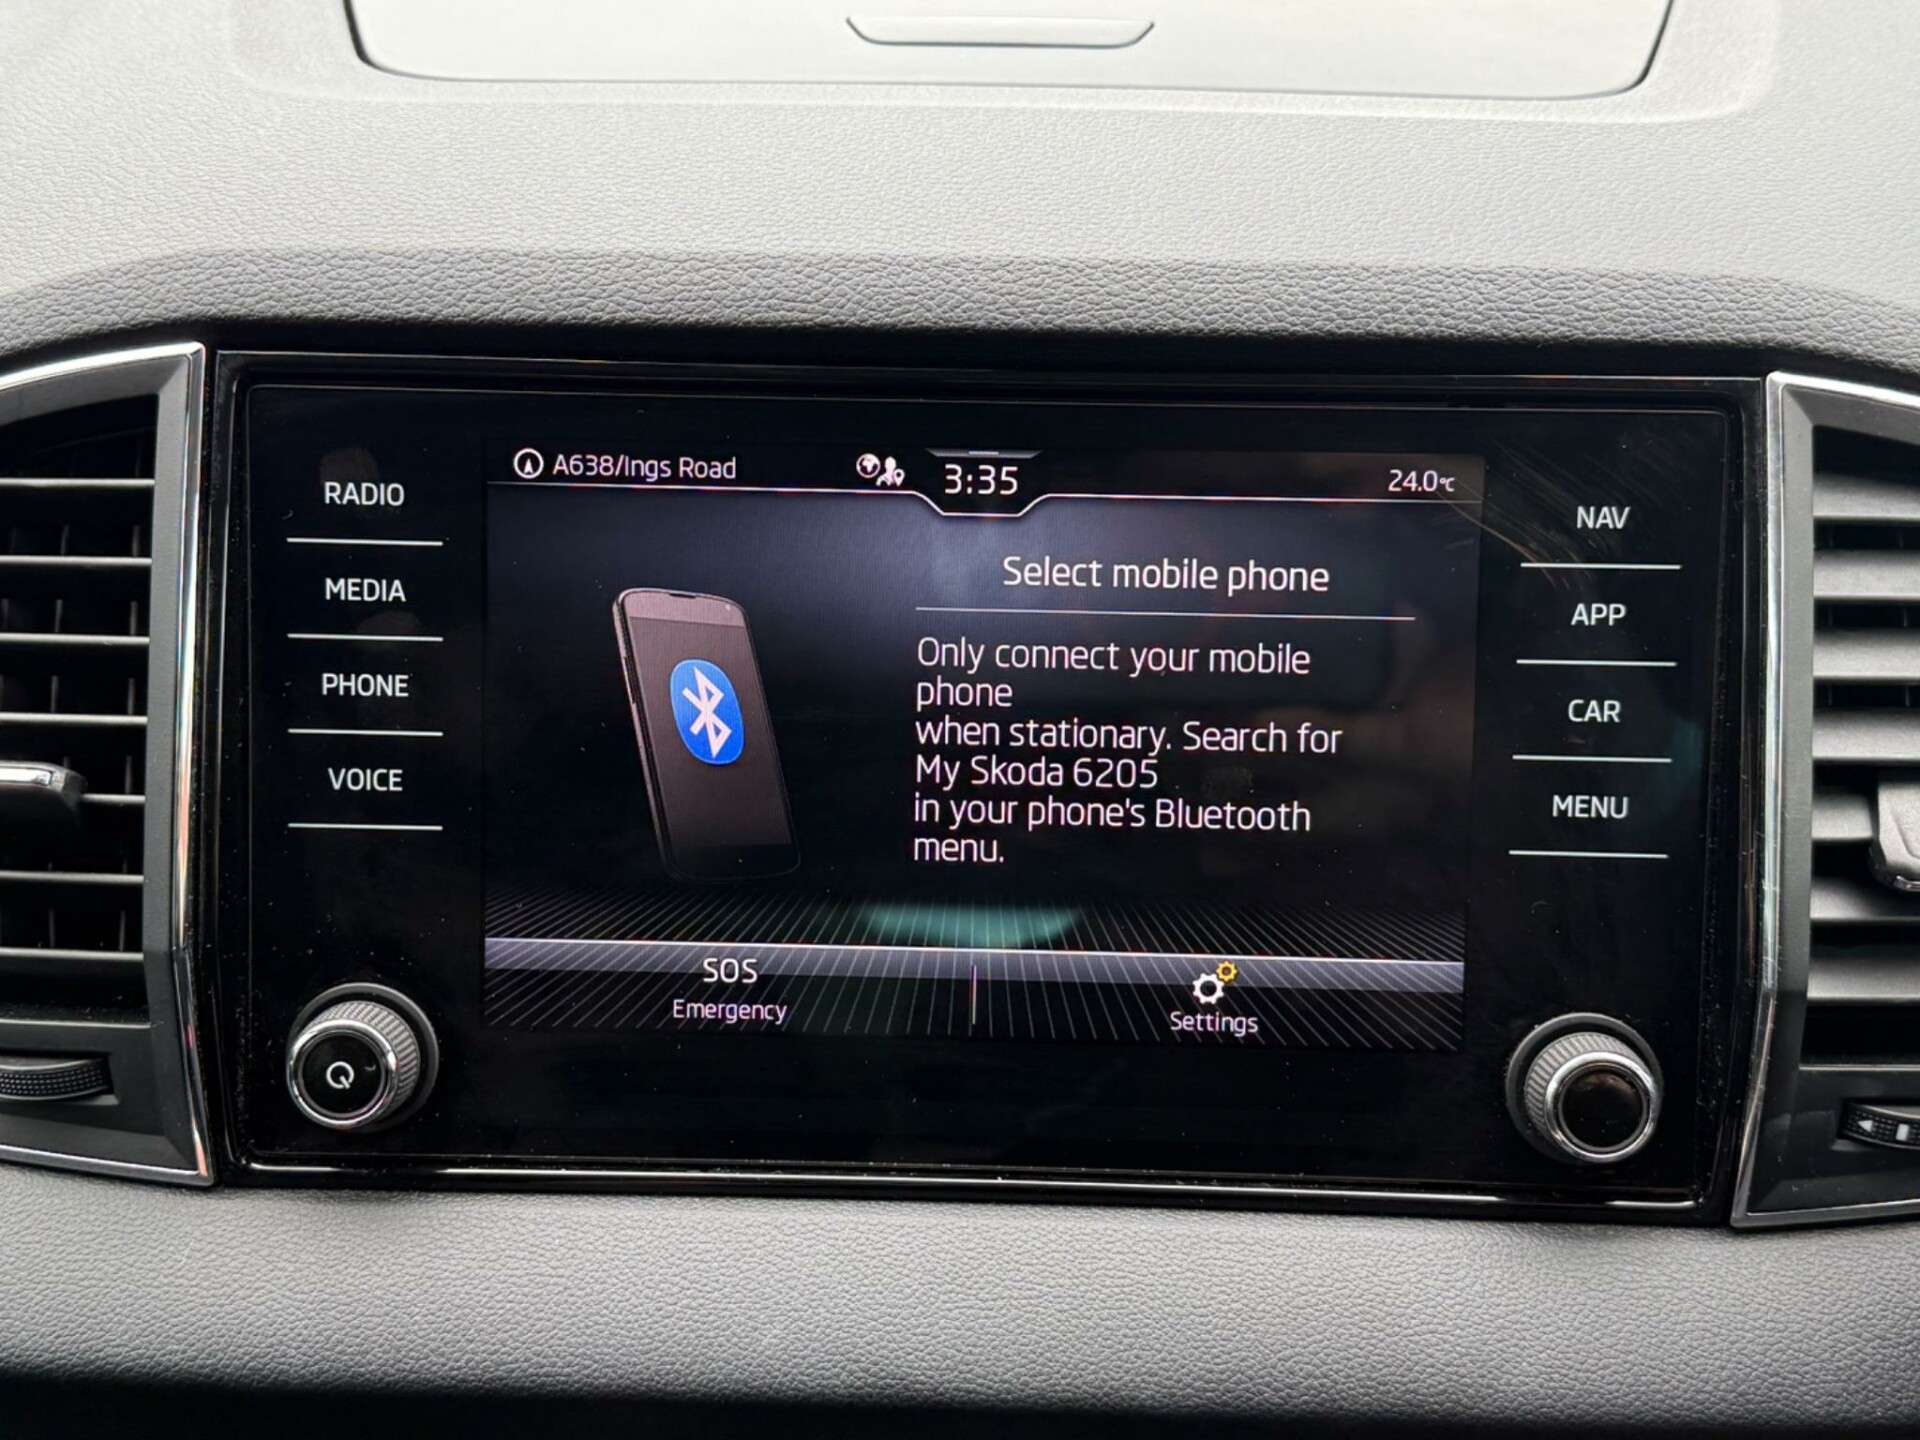 A638/Ings Road
3:35
24.0°C
RADIO
MEDIA
PHONE
VOICE
Select mobile phone
Only connect your mobile
phone
when stationary. Search for
My Skoda 6205
in your phone's Bluetooth
menu.
NAV
APP
CAR
MENU
SOS
Emergency
Settings